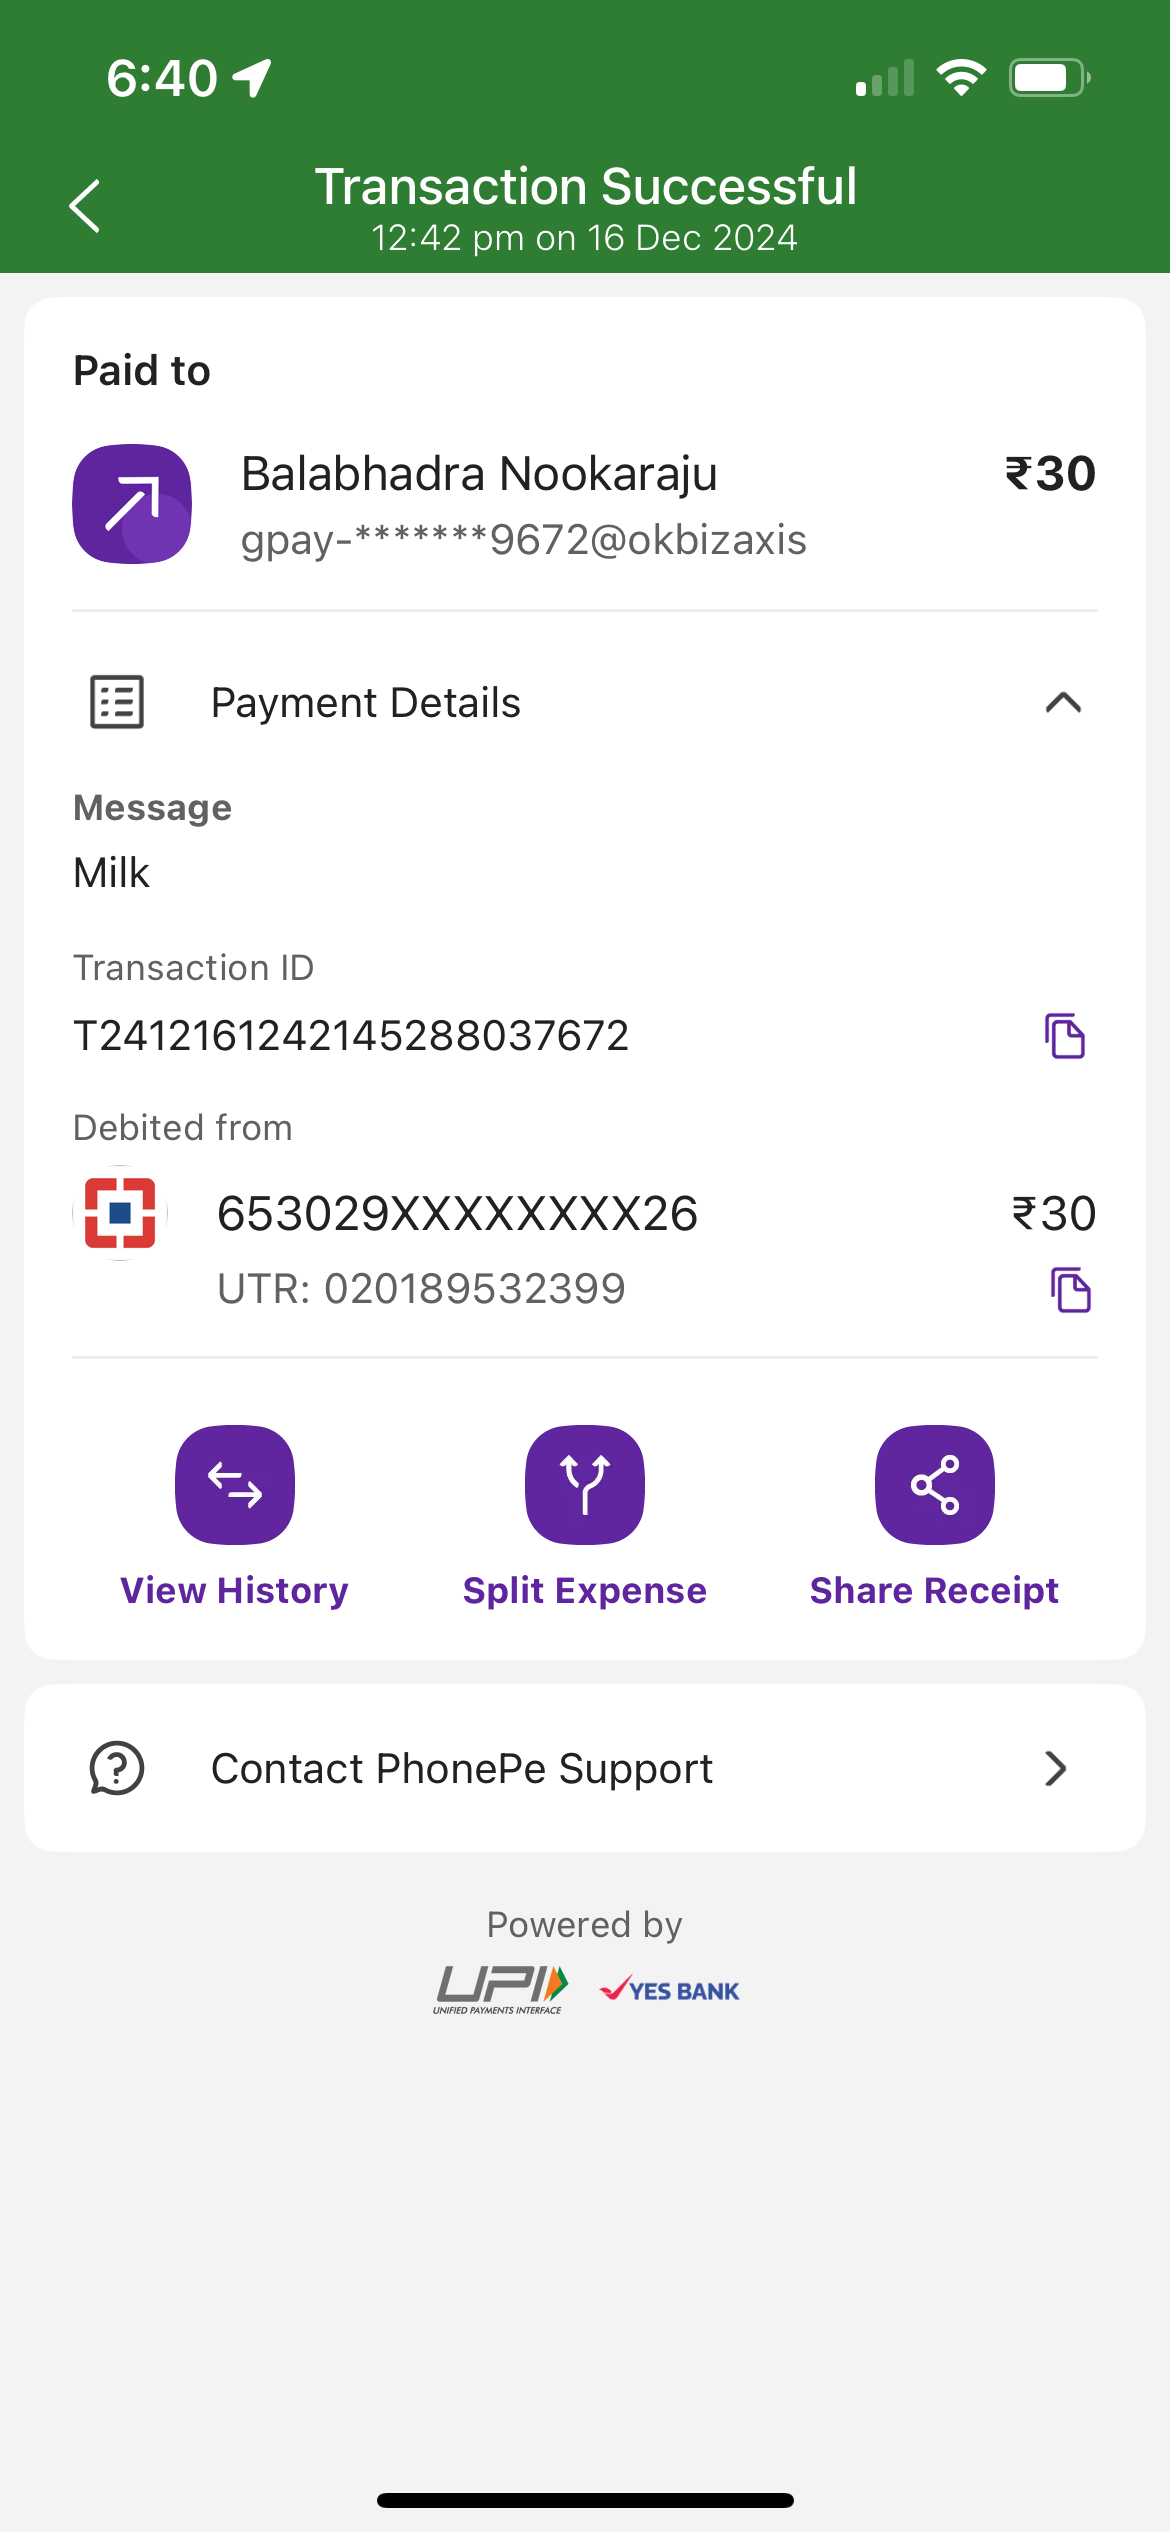 6:40
Transaction Successful
12:42 pm on 16 Dec 2024
Paid to
Balabhadra Nookaraju ₹30
gpay-*******9672@okbizaxis
Payment Details
Message
Milk
Transaction ID
T2412161242145288037672
Debited from
653029XXXXXXXX26 ₹30
UTR: 020189532399
View History Split Expense Share Receipt
Contact PhonePe Support
Powered by
UPI YES BANK
UNIFIED PAYMENTS INTERFACE